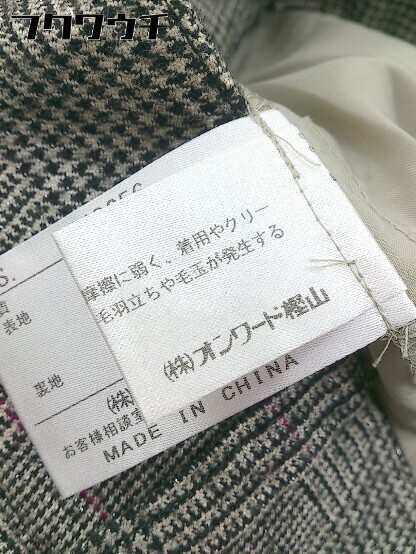 フクワウチ
S.
表地
裏地
(株)
お客様相談室
MADE IN CHINA
摩擦に弱く、着用やクリー
毛羽立ちや毛玉が発生する
(株)オンワード樫山